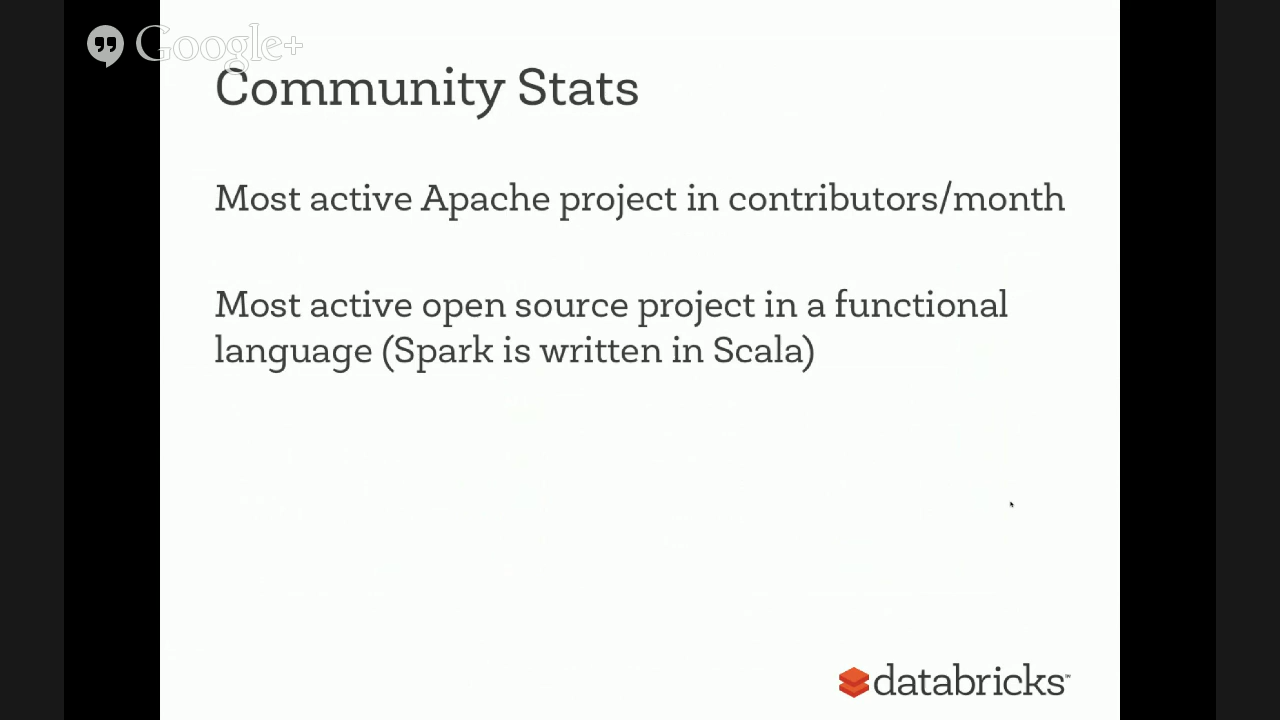 Google+
Community Stats
Most active Apache project in contributors/month
Most active open source project in a functional
language (Spark is written in Scala)
databricks™